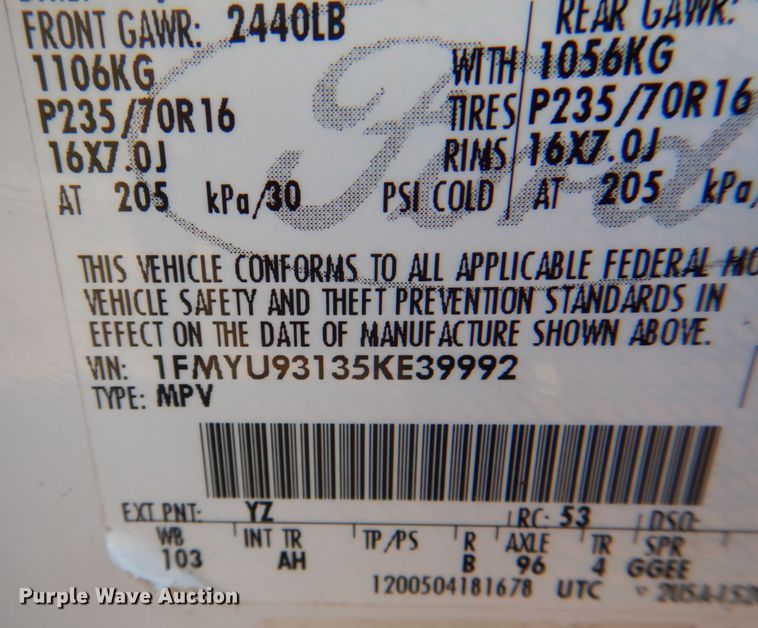 FRONT GAWR: 2440LB REAR GAWR:
1106KG WITH 1056KG
P235/70R16 TIRES P235/70R16
16X7.0J RIMS 16X7.0J
AT 205 kPa/30 PSI COLD AT 205 kPa/
Ford
THIS VEHICLE CONFORMS TO ALL APPLICABLE FEDERAL MO
VEHICLE SAFETY AND THEFT PREVENTION STANDARDS IN
EFFECT ON THE DATE OF MANUFACTURE SHOWN ABOVE.
VIN: 1FMYU93135KE39992
TYPE: MPV
EXT PNT: YZ RC: 53 DSO:
WB INT TR TP/PS R AXLE TR SPR
103 AH B 96 4 GGEE
1200504181678 UTC
Purple Wave Auction